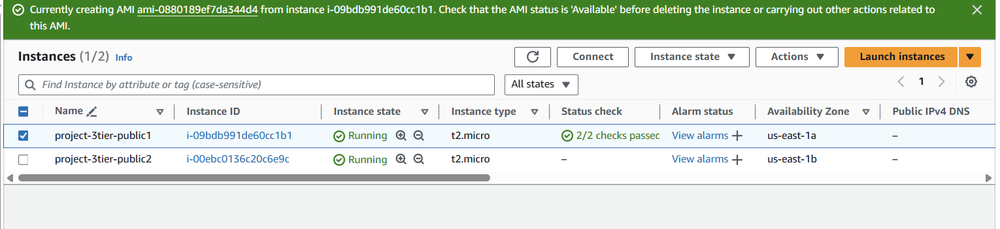 Currently creating AMI ami-0880189ef7da344d4 from instance i-09bdb991de60cc1b1. Check that the AMI status is 'Available' before deleting the instance or carrying out other actions related to
this AMI.
Instances (1/2) Info
Connect
Instance state
Actions
Launch instances
Find Instance by attribute or tag (case-sensitive)
All states
1
Name Instance ID Instance state Instance type Status check Alarm status Availability Zone Public IPv4 DNS
project-3tier-public1 i-09bdb991de60cc1b1 Running t2.micro 2/2 checks passed View alarms + us-east-1a –
project-3tier-public2 i-00ebc0136c20c6e9c Running t2.micro – View alarms + us-east-1b –